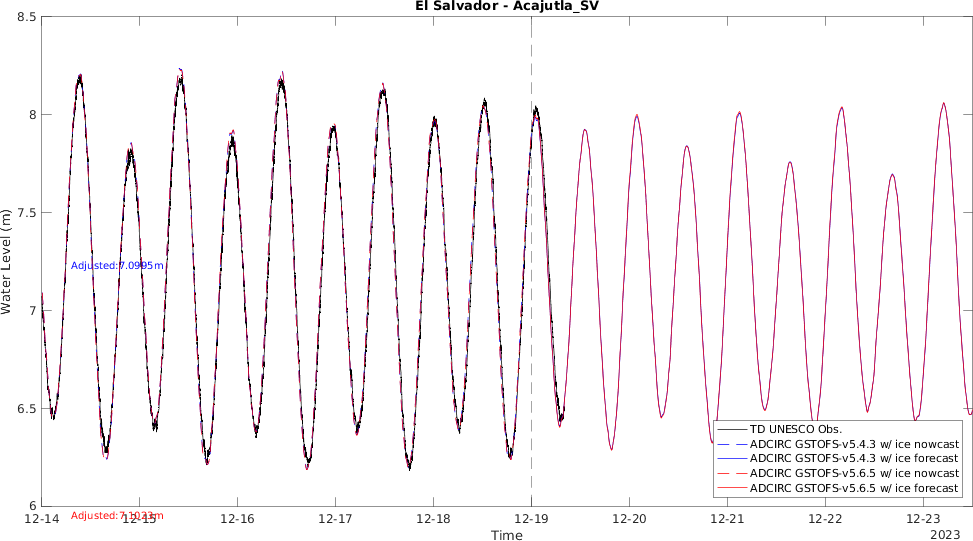 El Salvador - Acajutla_SV
8.5
8
7.5
7
6.5
6
Water Level (m)
Adjusted:7.0995m
Adjusted:7.1023m
TD UNESCO Obs.
ADCIRC GSTOFS-v5.4.3 w/ ice nowcast
ADCIRC GSTOFS-v5.4.3 w/ ice forecast
ADCIRC GSTOFS-v5.6.5 w/ ice nowcast
ADCIRC GSTOFS-v5.6.5 w/ ice forecast
12-14 12-15 12-16 12-17 12-18 12-19 12-20 12-21 12-22 12-23
Time
2023